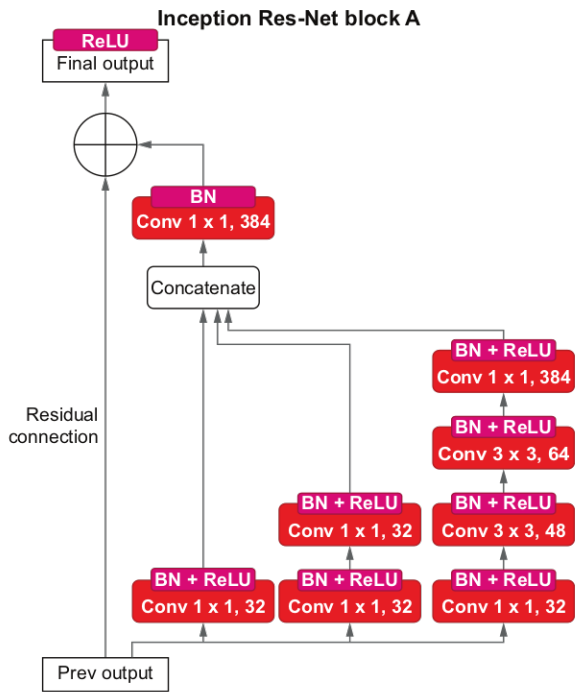 Inception Res-Net block A
ReLU
Final output
BN
Conv 1 x 1, 384
Concatenate
BN + ReLU
Conv 1 x 1, 384
Residual
connection
BN + ReLU
Conv 3 x 3, 64
BN + ReLU
Conv 1 x 1, 32
BN + ReLU
Conv 3 x 3, 48
BN + ReLU
Conv 1 x 1, 32
BN + ReLU
Conv 1 x 1, 32
BN + ReLU
Conv 1 x 1, 32
Prev output